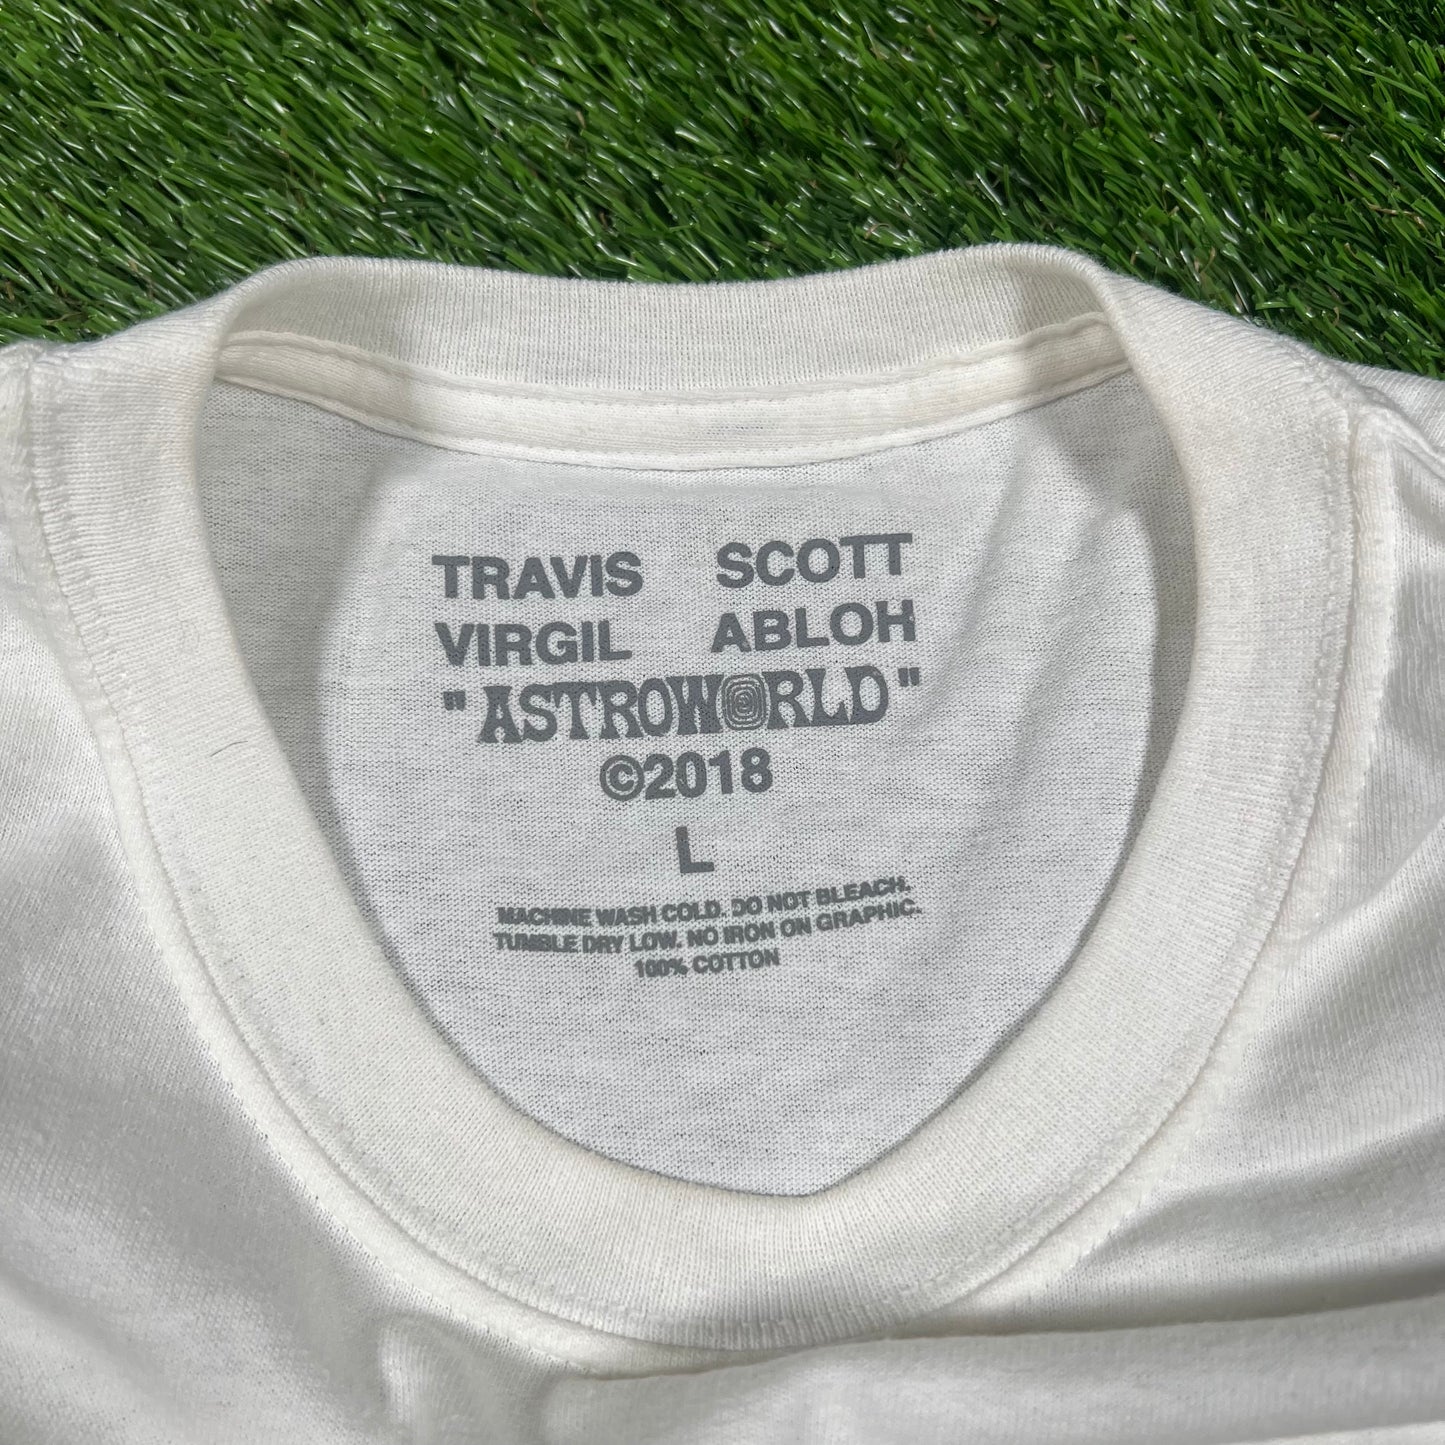 TRAVIS SCOTT
VIRGIL ABLOH
"ASTROWORLD"
©2018
L
MACHINE WASH COLD. DO NOT BLEACH.
TUMBLE DRY LOW. NO IRON ON GRAPHIC.
100% COTTON